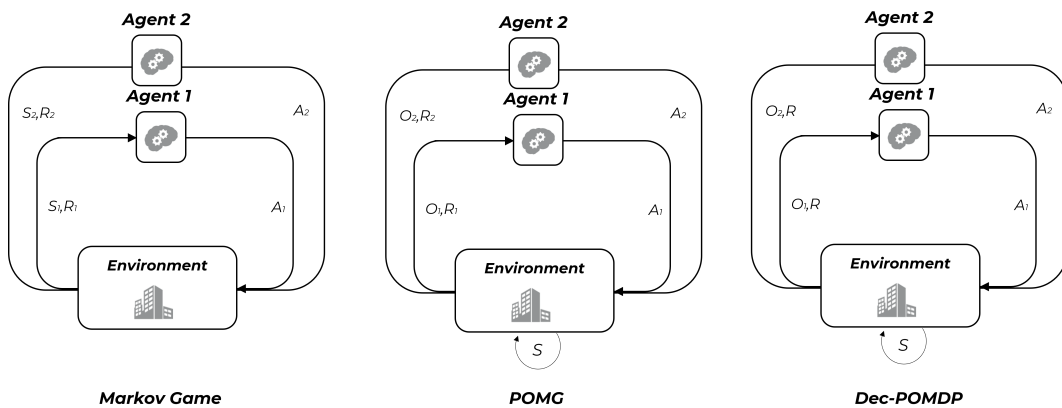 Agent 2
Agent 1
S2,R2
A2
S1,R1
A1
Environment
Markov Game
Agent 2
Agent 1
O2,R2
A2
O1,R1
A1
Environment
S
POMG
Agent 2
Agent 1
O2,R
A2
O1,R
A1
Environment
S
Dec-POMDP